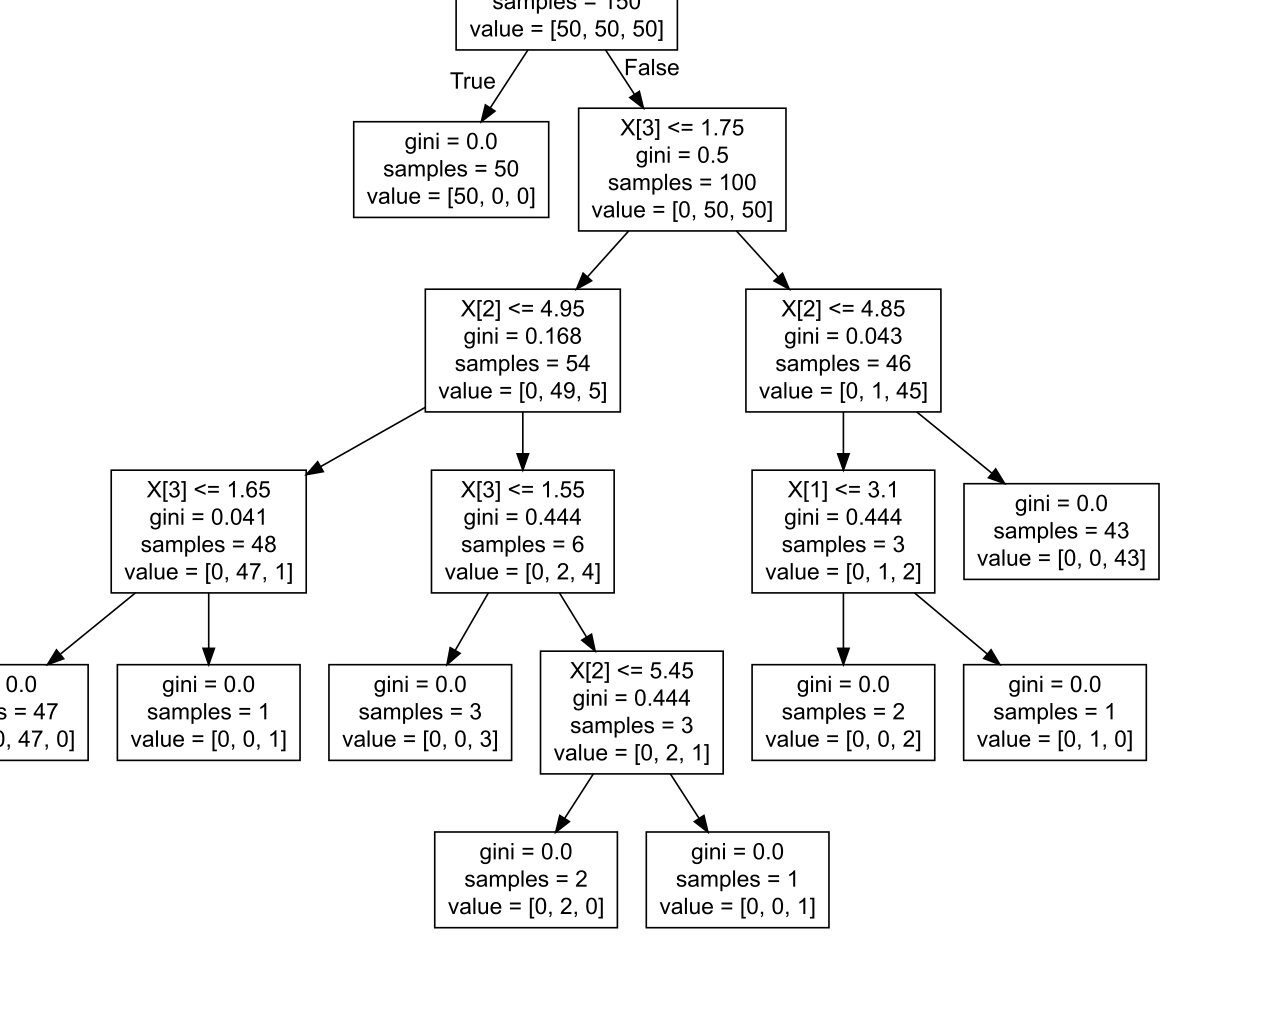 samples = 150
value = [50, 50, 50]
True
False
gini = 0.0
samples = 50
value = [50, 0, 0]
X[3] <= 1.75
gini = 0.5
samples = 100
value = [0, 50, 50]
X[2] <= 4.95
gini = 0.168
samples = 54
value = [0, 49, 5]
X[2] <= 4.85
gini = 0.043
samples = 46
value = [0, 1, 45]
X[3] <= 1.65
gini = 0.041
samples = 48
value = [0, 47, 1]
X[3] <= 1.55
gini = 0.444
samples = 6
value = [0, 2, 4]
X[1] <= 3.1
gini = 0.444
samples = 3
value = [0, 1, 2]
gini = 0.0
samples = 43
value = [0, 0, 43]
0.0
s = 47
0, 47, 0]
gini = 0.0
samples = 1
value = [0, 0, 1]
gini = 0.0
samples = 3
value = [0, 0, 3]
X[2] <= 5.45
gini = 0.444
samples = 3
value = [0, 2, 1]
gini = 0.0
samples = 2
value = [0, 0, 2]
gini = 0.0
samples = 1
value = [0, 1, 0]
gini = 0.0
samples = 2
value = [0, 2, 0]
gini = 0.0
samples = 1
value = [0, 0, 1]